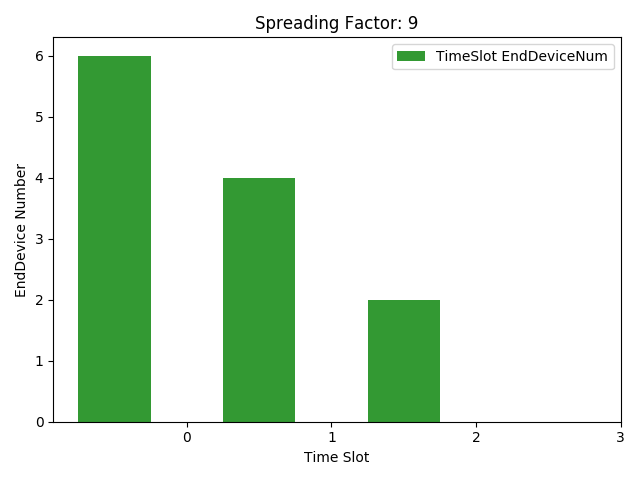 Spreading Factor: 9
TimeSlot EndDeviceNum
EndDevice Number
6
5
4
3
2
1
0
0 1 2 3
Time Slot